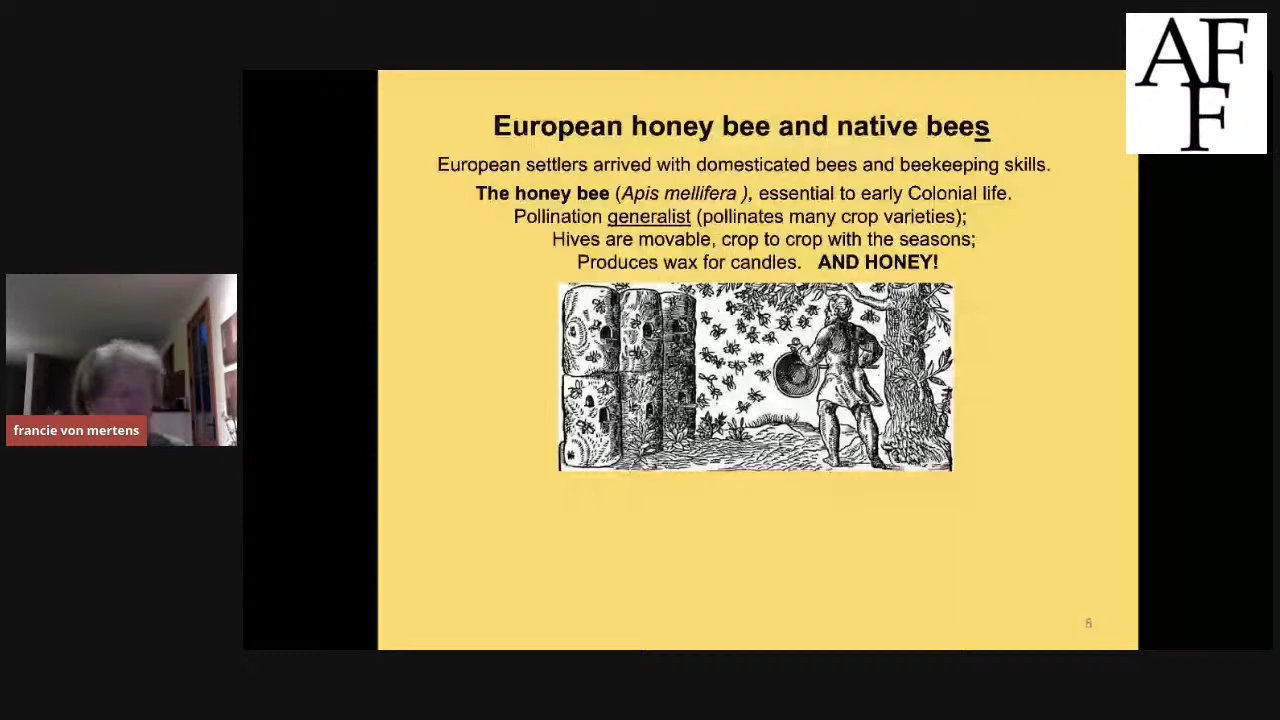 AF
F
European honey bee and native bees
European settlers arrived with domesticated bees and beekeeping skills.
The honey bee (Apis mellifera ), essential to early Colonial life.
Pollination generalist (pollinates many crop varieties);
Hives are movable, crop to crop with the seasons;
Produces wax for candles. AND HONEY!
francie von mertens